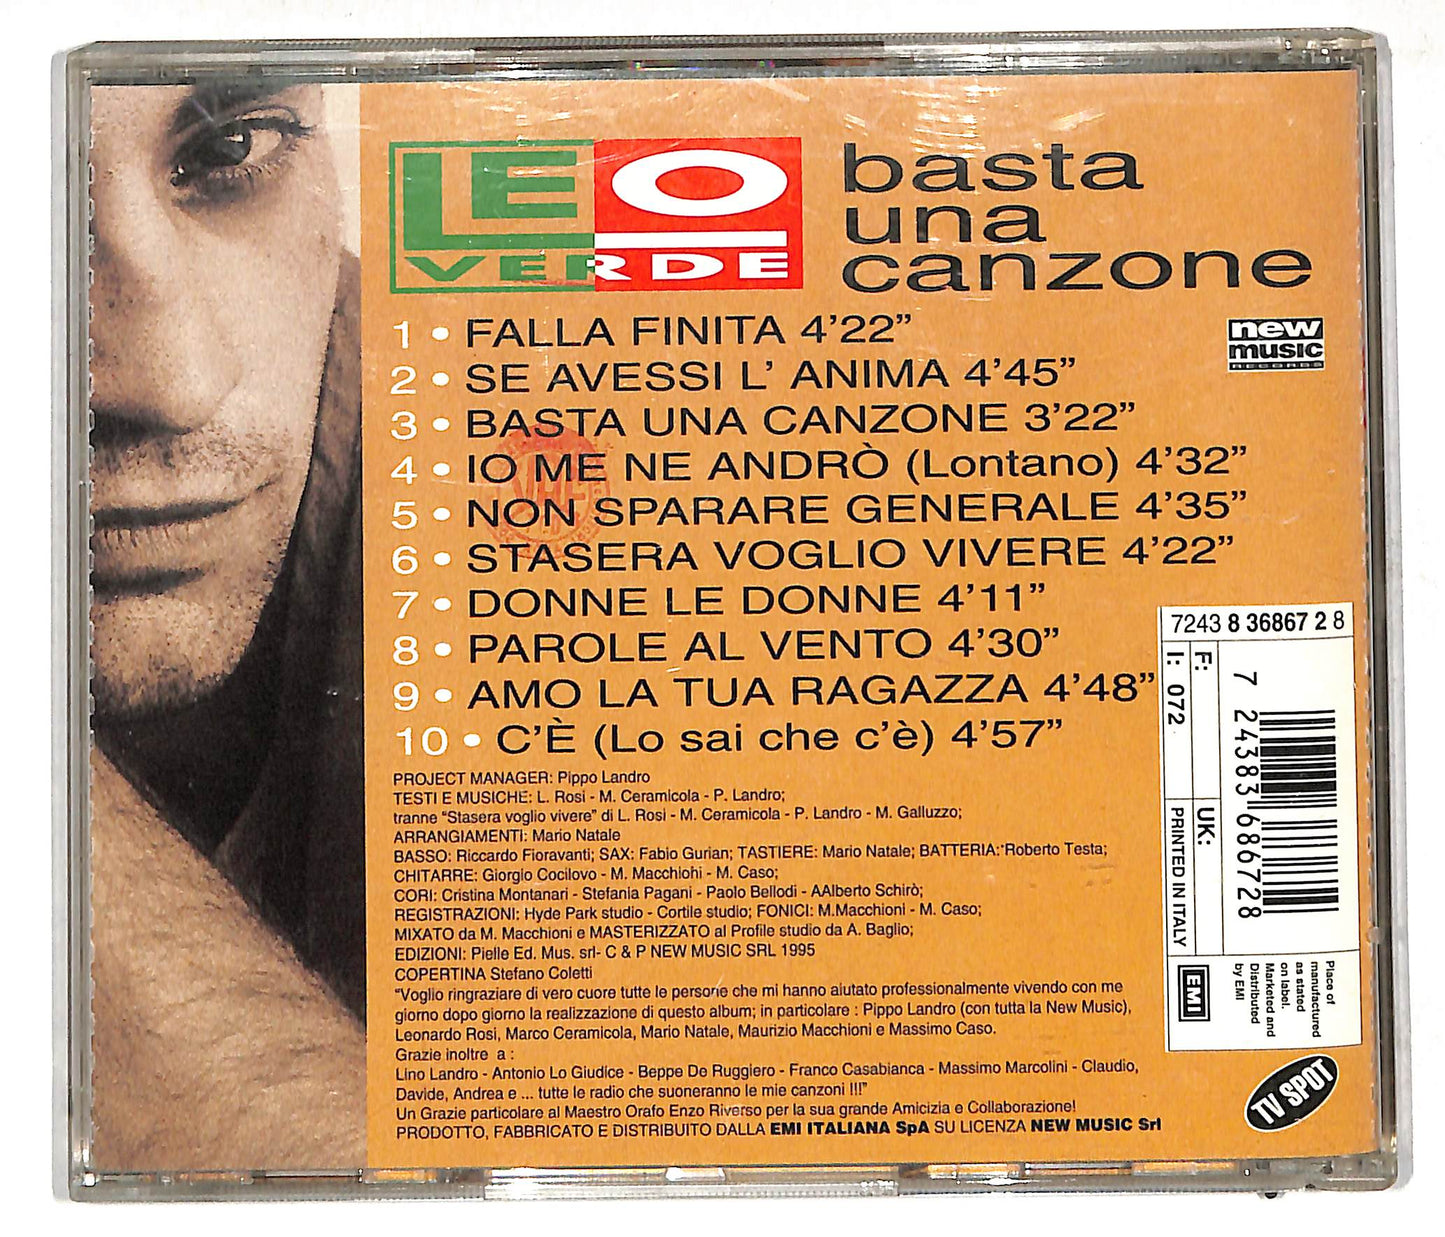 LEO
VERDE
basta
una
canzone
new
music
RECORDS
1 • FALLA FINITA 4'22”
2 • SE AVESSI L' ANIMA 4'45”
3 • BASTA UNA CANZONE 3'22”
4 • IO ME NE ANDRÒ (Lontano) 4'32”
5 • NON SPARARE GENERALE 4'35”
6 • STASERA VOGLIO VIVERE 4'22”
7 • DONNE LE DONNE 4'11”
8 • PAROLE AL VENTO 4'30”
9 • AMO LA TUA RAGAZZA 4'48”
10 • C'È (Lo sai che c'è) 4'57”
PROJECT MANAGER: Pippo Landro
TESTI E MUSICHE: L. Rosi - M. Ceramicola - P. Landro;
tranne “Stasera voglio vivere” di L. Rosi - M. Ceramicola - P. Landro - M. Galluzzo;
ARRANGIAMENTI: Mario Natale
BASSO: Riccardo Fioravanti; SAX: Fabio Gurian; TASTIERE: Mario Natale; BATTERIA: Roberto Testa;
CHITARRE: Giorgio Cocilovo - M. Macchiohi - M. Caso;
CORI: Cristina Montanari - Stefania Pagani - Paolo Bellodi - AAlberto Schirò;
REGISTRAZIONI: Hyde Park studio - Cortile studio; FONICI: M.Macchioni - M. Caso;
MIXATO da M. Macchioni e MASTERIZZATO al Profile studio da A. Baglio;
EDIZIONI: Pielle Ed. Mus. srl- C & P NEW MUSIC SRL 1995
COPERTINA Stefano Coletti
“Voglio ringraziare di vero cuore tutte le persone che mi hanno aiutato professionalmente vivendo con me
giorno dopo giorno la realizzazione di questo album; in particolare : Pippo Landro (con tutta la New Music),
Leonardo Rosi, Marco Ceramicola, Mario Natale, Maurizio Macchioni e Massimo Caso.
Grazie inoltre a :
Lino Landro - Antonio Lo Giudice - Beppe De Ruggiero - Franco Casabianca - Massimo Marcolini - Claudio,
Davide, Andrea e ... tutte le radio che suoneranno le mie canzoni !!!”
Un Grazie particolare al Maestro Orafo Enzo Riverso per la sua grande Amicizia e Collaborazione!
PRODOTTO, FABBRICATO E DISTRIBUITO DALLA EMI ITALIANA SpA SU LICENZA NEW MUSIC Srl
7243 8 36867 2 8
F:
I: 072
UK:
PRINTED IN ITALY
7 24383 68672 8
EMI
Place of
manufactured
as stated
on label.
Marketed and
Distributed
by EMI
TV SPOT